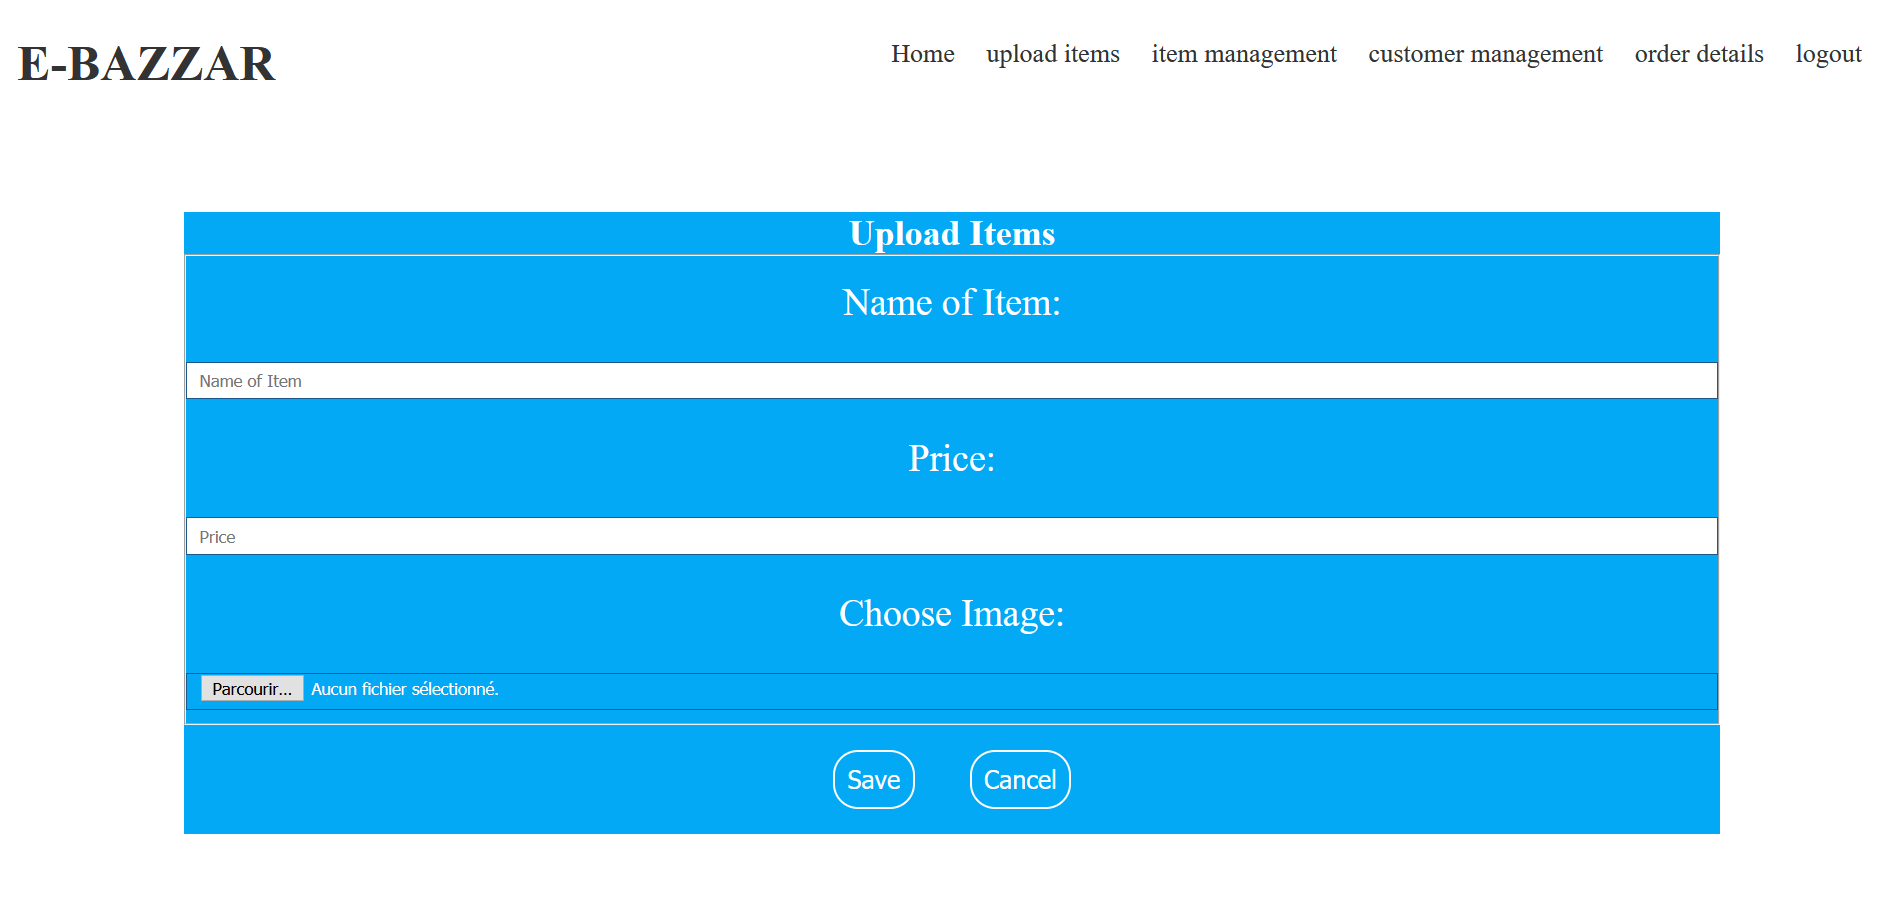 E-BAZZAR
Home upload items item management customer management order details logout
Upload Items
Name of Item:
Name of Item
Price:
Price
Choose Image:
Parcourir... Aucun fichier sélectionné.
Save Cancel